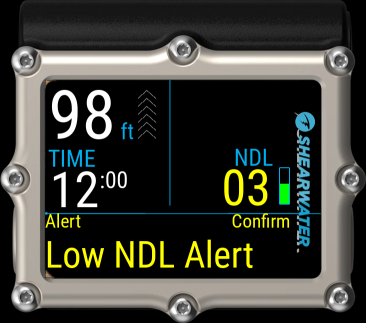 98 ft
TIME
12:00
NDL
03
SHEARWATER
Alert
Confirm
Low NDL Alert